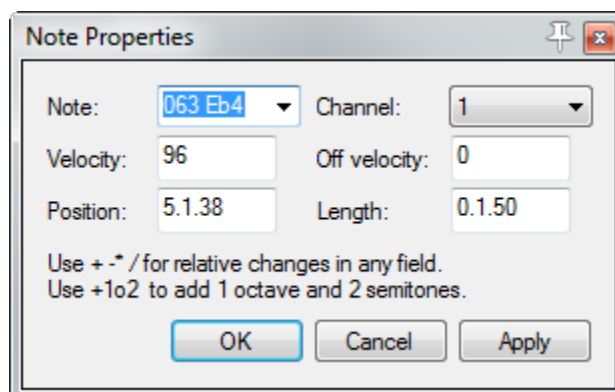 Note Properties
Note: 063 Eb4 Channel: 1
Velocity: 96 Off velocity: 0
Position: 5.1.38 Length: 0.1.50
Use + -* / for relative changes in any field.
Use +1o2 to add 1 octave and 2 semitones.
OK Cancel Apply